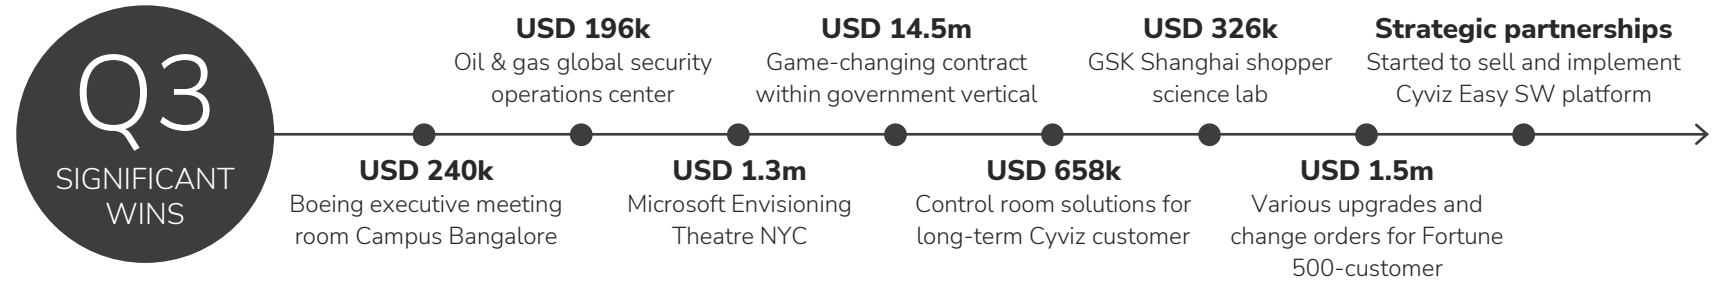 Q3
SIGNIFICANT
WINS
USD 240k
Boeing executive meeting
room Campus Bangalore
USD 196k
Oil & gas global security
operations center
USD 1.3m
Microsoft Envisioning
Theatre NYC
USD 14.5m
Game-changing contract
within government vertical
USD 658k
Control room solutions for
long-term Cyviz customer
USD 326k
GSK Shanghai shopper
science lab
USD 1.5m
Various upgrades and
change orders for Fortune
500-customer
Strategic partnerships
Started to sell and implement
Cyviz Easy SW platform